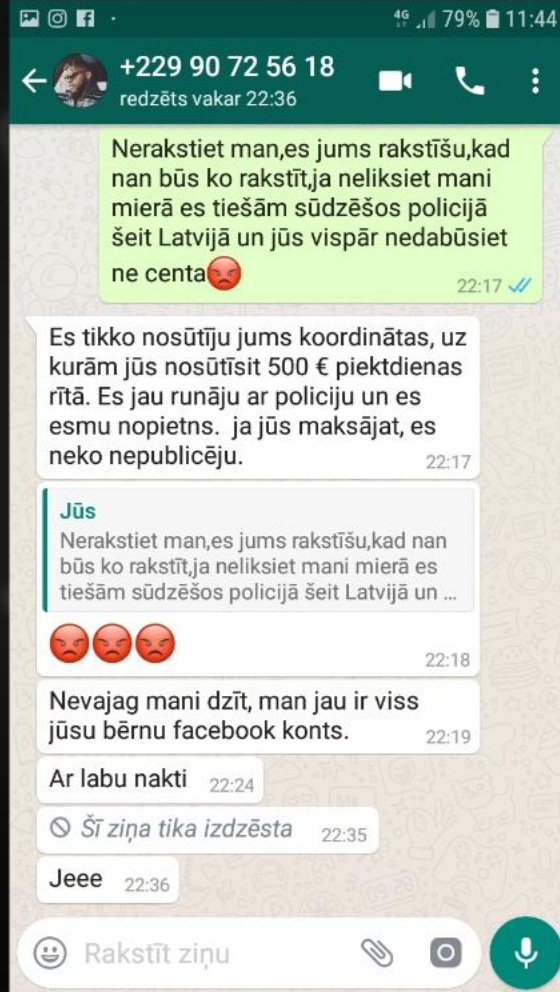 4G 79% 11:44
+229 90 72 56 18
redzēts vakar 22:36
Nerakstiet man,es jums rakstīšu,kad
nan būs ko rakstīt,ja neliksiet mani
mierā es tiešām sūdzēšos policijā
šeit Latvijā un jūs vispār nedabūsiet
ne centa😡
22:17
Es tikko nosūtīju jums koordinātas, uz
kurām jūs nosūtīsit 500 € piektdienas
rītā. Es jau runāju ar policiju un es
esmu nopietns. ja jūs maksājat, es
neko nepublicēju.
22:17
Jūs
Nerakstiet man,es jums rakstīšu,kad nan
būs ko rakstīt,ja neliksiet mani mierā es
tiešām sūdzēšos policijā šeit Latvijā un ...
😡😡😡
22:18
Nevajag mani dzīt, man jau ir viss
jūsu bērnu facebook konts.
22:19
Ar labu nakti 22:24
Šī ziņa tika izdzēsta 22:35
Jeee 22:36
Rakstīt ziņu